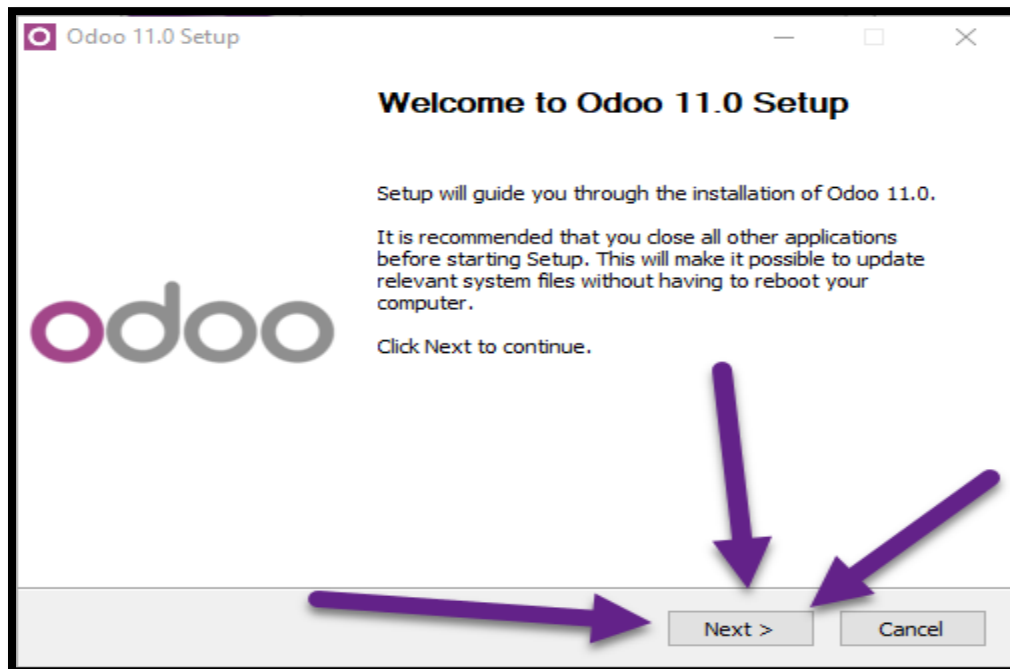 Odoo 11.0 Setup
Welcome to Odoo 11.0 Setup
Setup will guide you through the installation of Odoo 11.0.
It is recommended that you close all other applications
before starting Setup. This will make it possible to update
relevant system files without having to reboot your
computer.
Click Next to continue.
odoo
Next >
Cancel